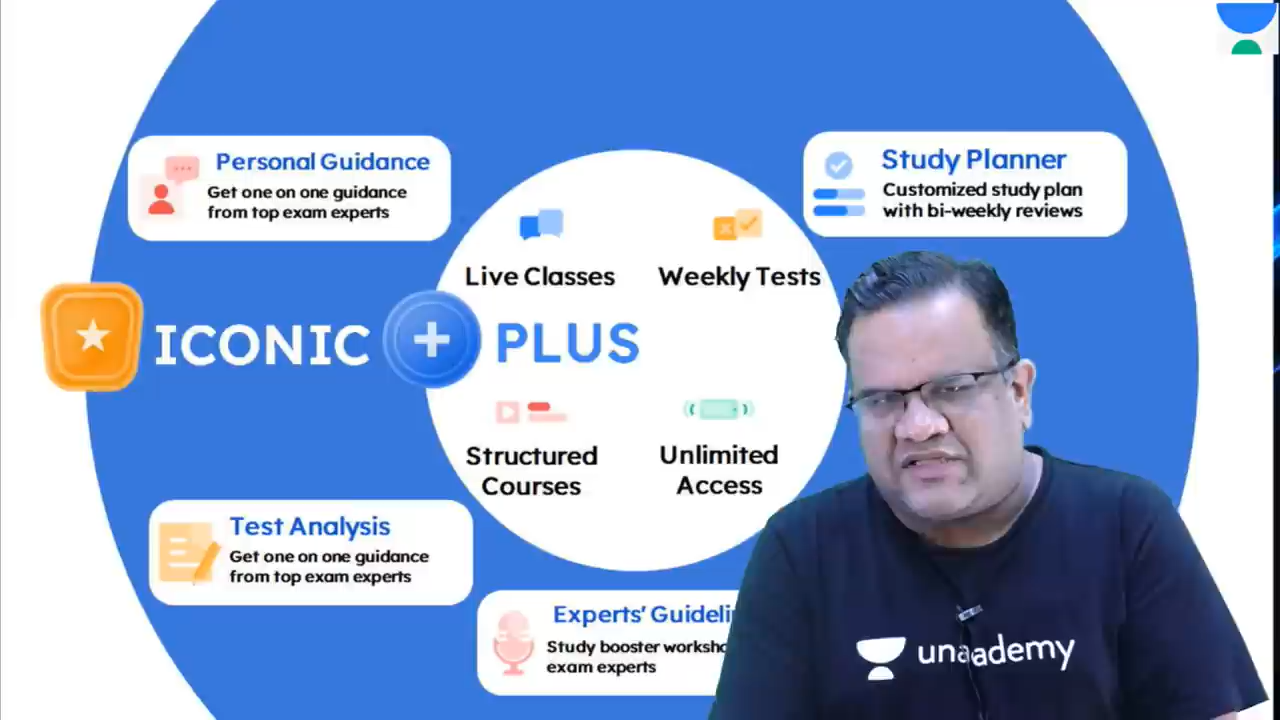 Personal Guidance
Get one on one guidance
from top exam experts
Study Planner
Customized study plan
with bi-weekly reviews
Live Classes
Weekly Tests
ICONIC
PLUS
Structured
Courses
Unlimited
Access
Test Analysis
Get one on one guidance
from top exam experts
Experts'
Study booster
exam experts
unacademy